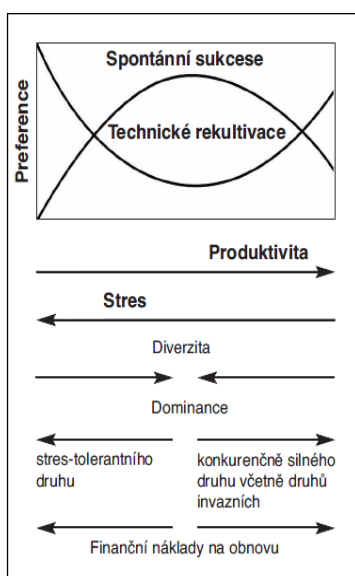 Spontánní sukcese
Technické rekultivace
Preference
Produktivita
Stres
Diverzita
Dominance
stres-tolerantního
druhu
konkurenčně silného
druhu včetně druhů
invazních
Finanční náklady na obnovu